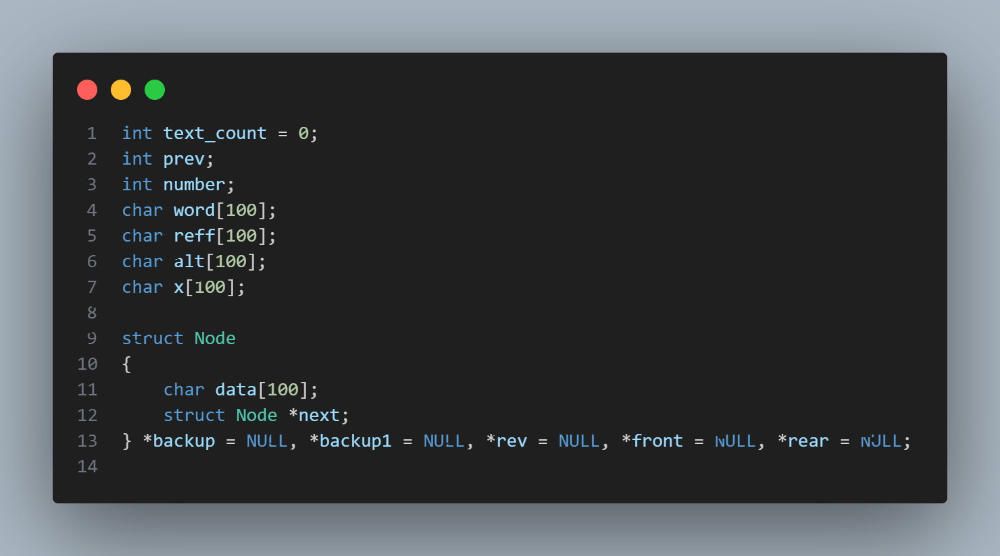 1 int text_count = 0;
2 int prev;
3 int number;
4 char word[100];
5 char reff[100];
6 char alt[100];
7 char x[100];
8
9 struct Node
10 {
11     char data[100];
12     struct Node *next;
13 } *backup = NULL, *backup1 = NULL, *rev = NULL, *front = NULL, *rear = NULL;
14